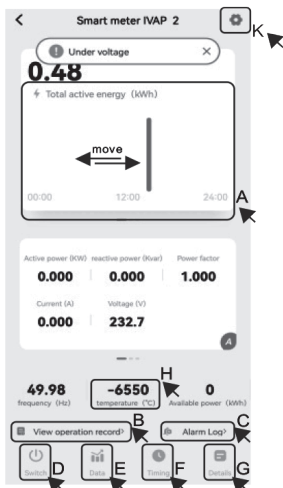 Smart meter IVAP 2
K
Under voltage
0.48
Total active energy (kWh)
move
00:00 12:00 24:00 A
Active power (KW) reactive power (Kvar) Power factor
0.000 0.000 1.000
Current (A) Voltage (V)
0.000 232.7
A
H
49.98 -6550 0
frequency (Hz) temperature (℃) Available power (kWh)
B C
View operation record> Alarm Log>
Switch D Data E Timing F Details G